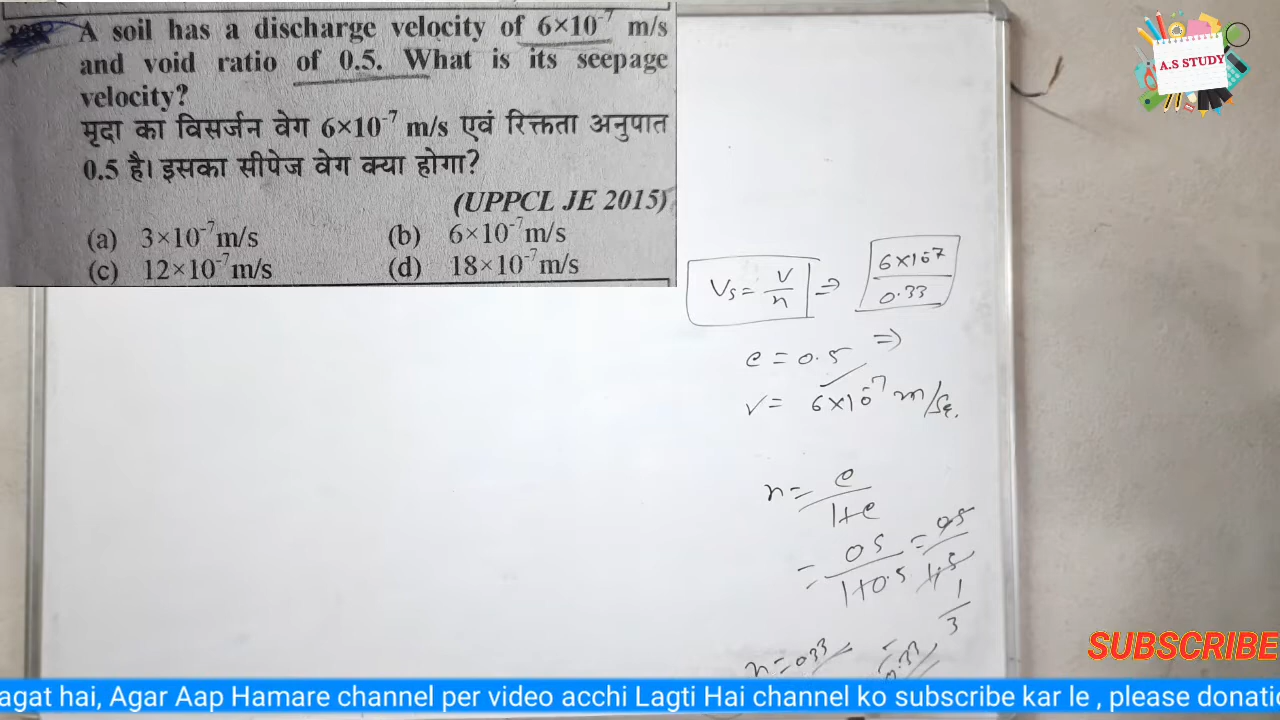 A soil has a discharge velocity of 6×10⁻⁷ m/s
and void ratio of 0.5. What is its seepage
velocity?
मृदा का विसर्जन वेग 6×10⁻⁷ m/s एवं रिक्तता अनुपात
0.5 है। इसका सीपेज वेग क्या होगा?
(UPPCL JE 2015)
(a) 3×10⁻⁷m/s (b) 6×10⁻⁷m/s
(c) 12×10⁻⁷m/s (d) 18×10⁻⁷m/s
A.S STUDY
Vs = V/n ⇒ 6×10⁻⁷/0.33
e = 0.5 ⇒
V = 6×10⁻⁷ m/Sec.
n = e/1+e
= 0.5/1+0.5 = 0.5/1.5
1/3
n = 0.33 = 0.33
SUBSCRIBE
agat hai, Agar Aap Hamare channel per video acchi Lagti Hai channel ko subscribe kar le , please donati